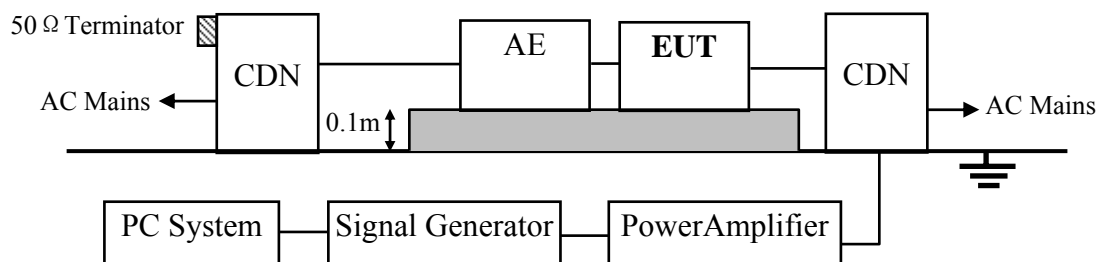 50 Ω Terminator
CDN
AC Mains
0.1m
AE
EUT
CDN
AC Mains
PC System
Signal Generator
PowerAmplifier